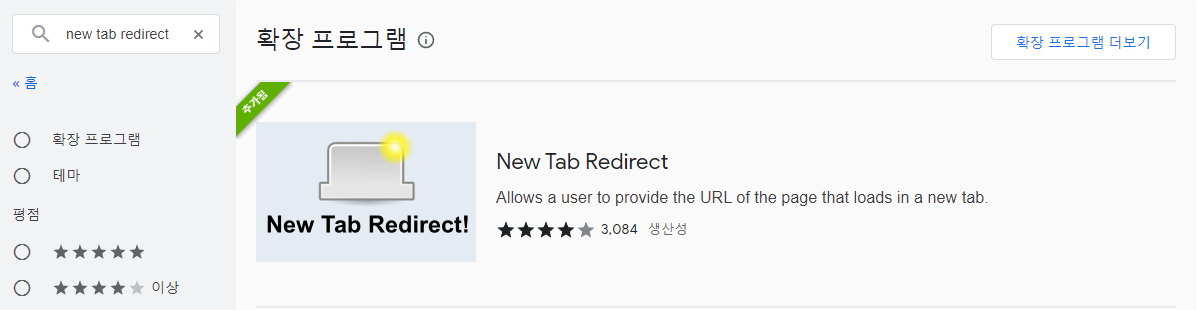 new tab redirect
« 홈
확장 프로그램
테마
평점
이상
확장 프로그램
확장 프로그램 더보기
추가됨
New Tab Redirect!
New Tab Redirect
Allows a user to provide the URL of the page that loads in a new tab.
3,084 생산성